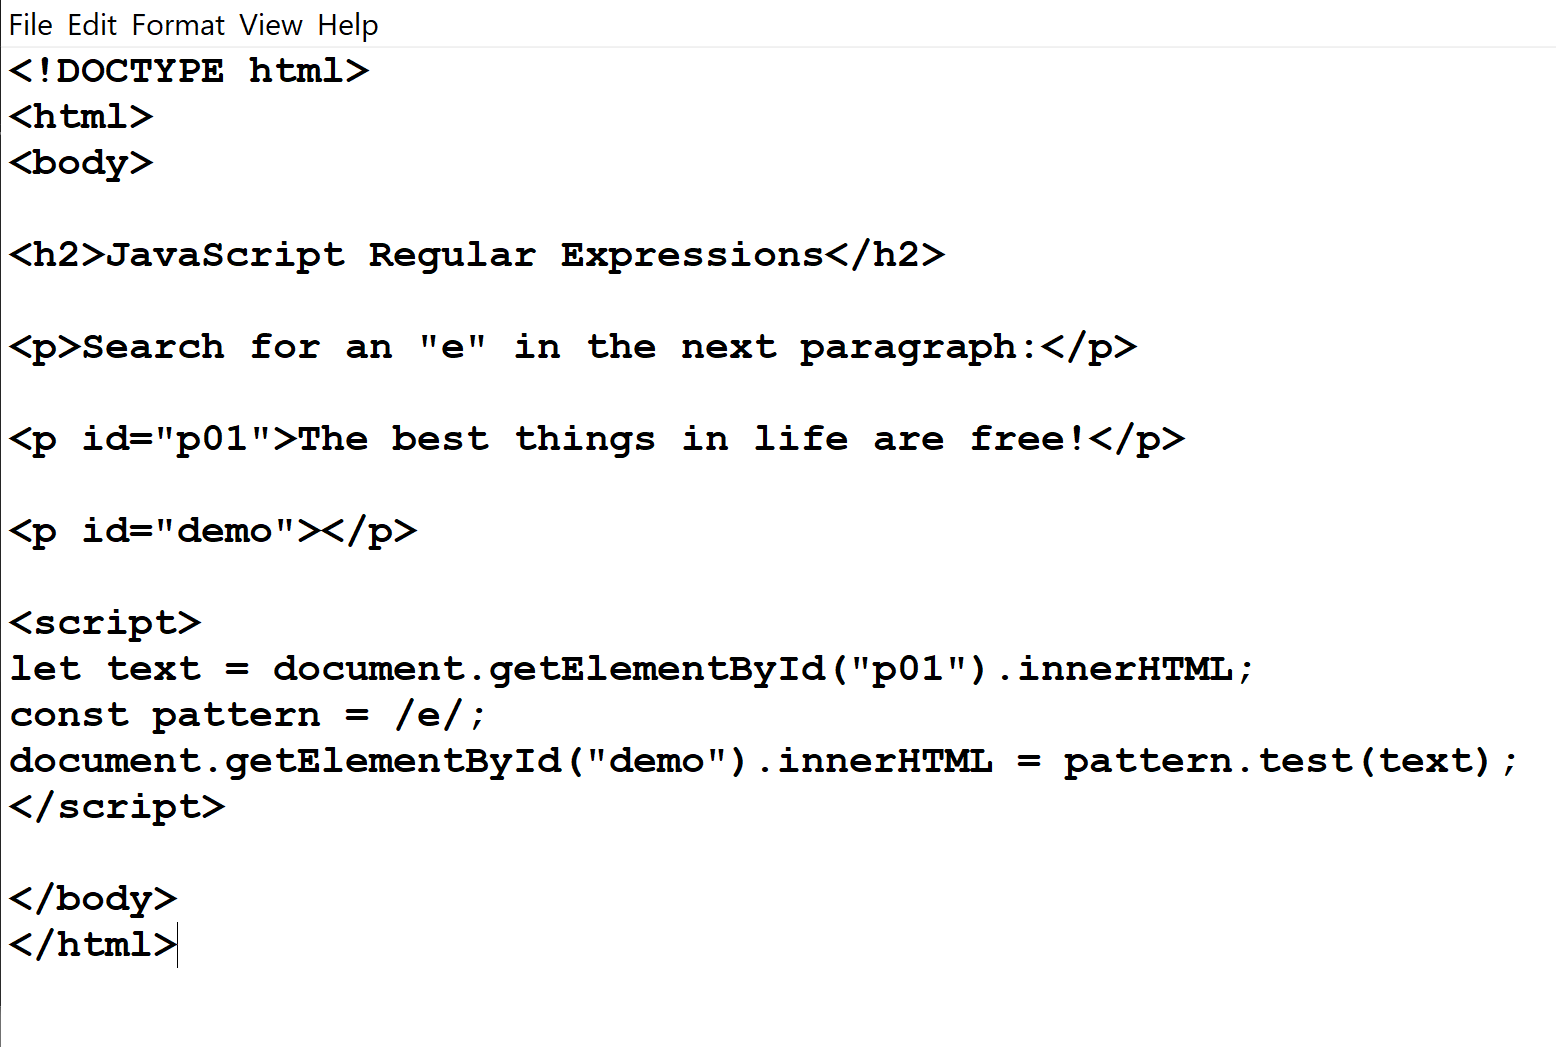 File Edit Format View Help
<!DOCTYPE html>
<html>
<body>
<h2>JavaScript Regular Expressions</h2>
<p>Search for an "e" in the next paragraph:</p>
<p id="p01">The best things in life are free!</p>
<p id="demo"></p>
<script>
let text = document.getElementById("p01").innerHTML;
const pattern = /e/;
document.getElementById("demo").innerHTML = pattern.test(text);
</script>
</body>
</html>